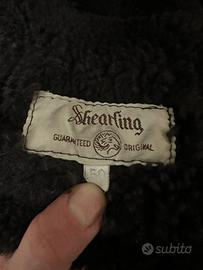 Shearling
GUARANTEED ORIGINAL
50
subito